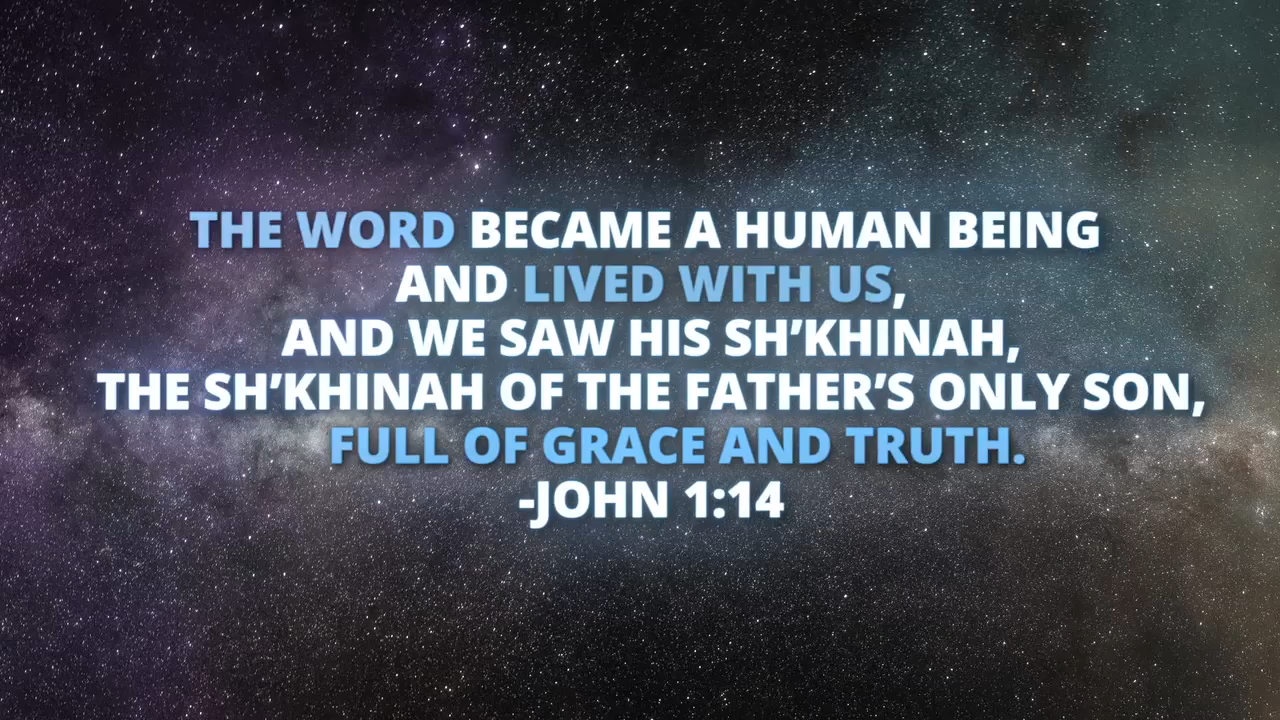 THE WORD BECAME A HUMAN BEING
AND LIVED WITH US,
AND WE SAW HIS SH’KHINAH,
THE SH’KHINAH OF THE FATHER’S ONLY SON,
FULL OF GRACE AND TRUTH.
-JOHN 1:14